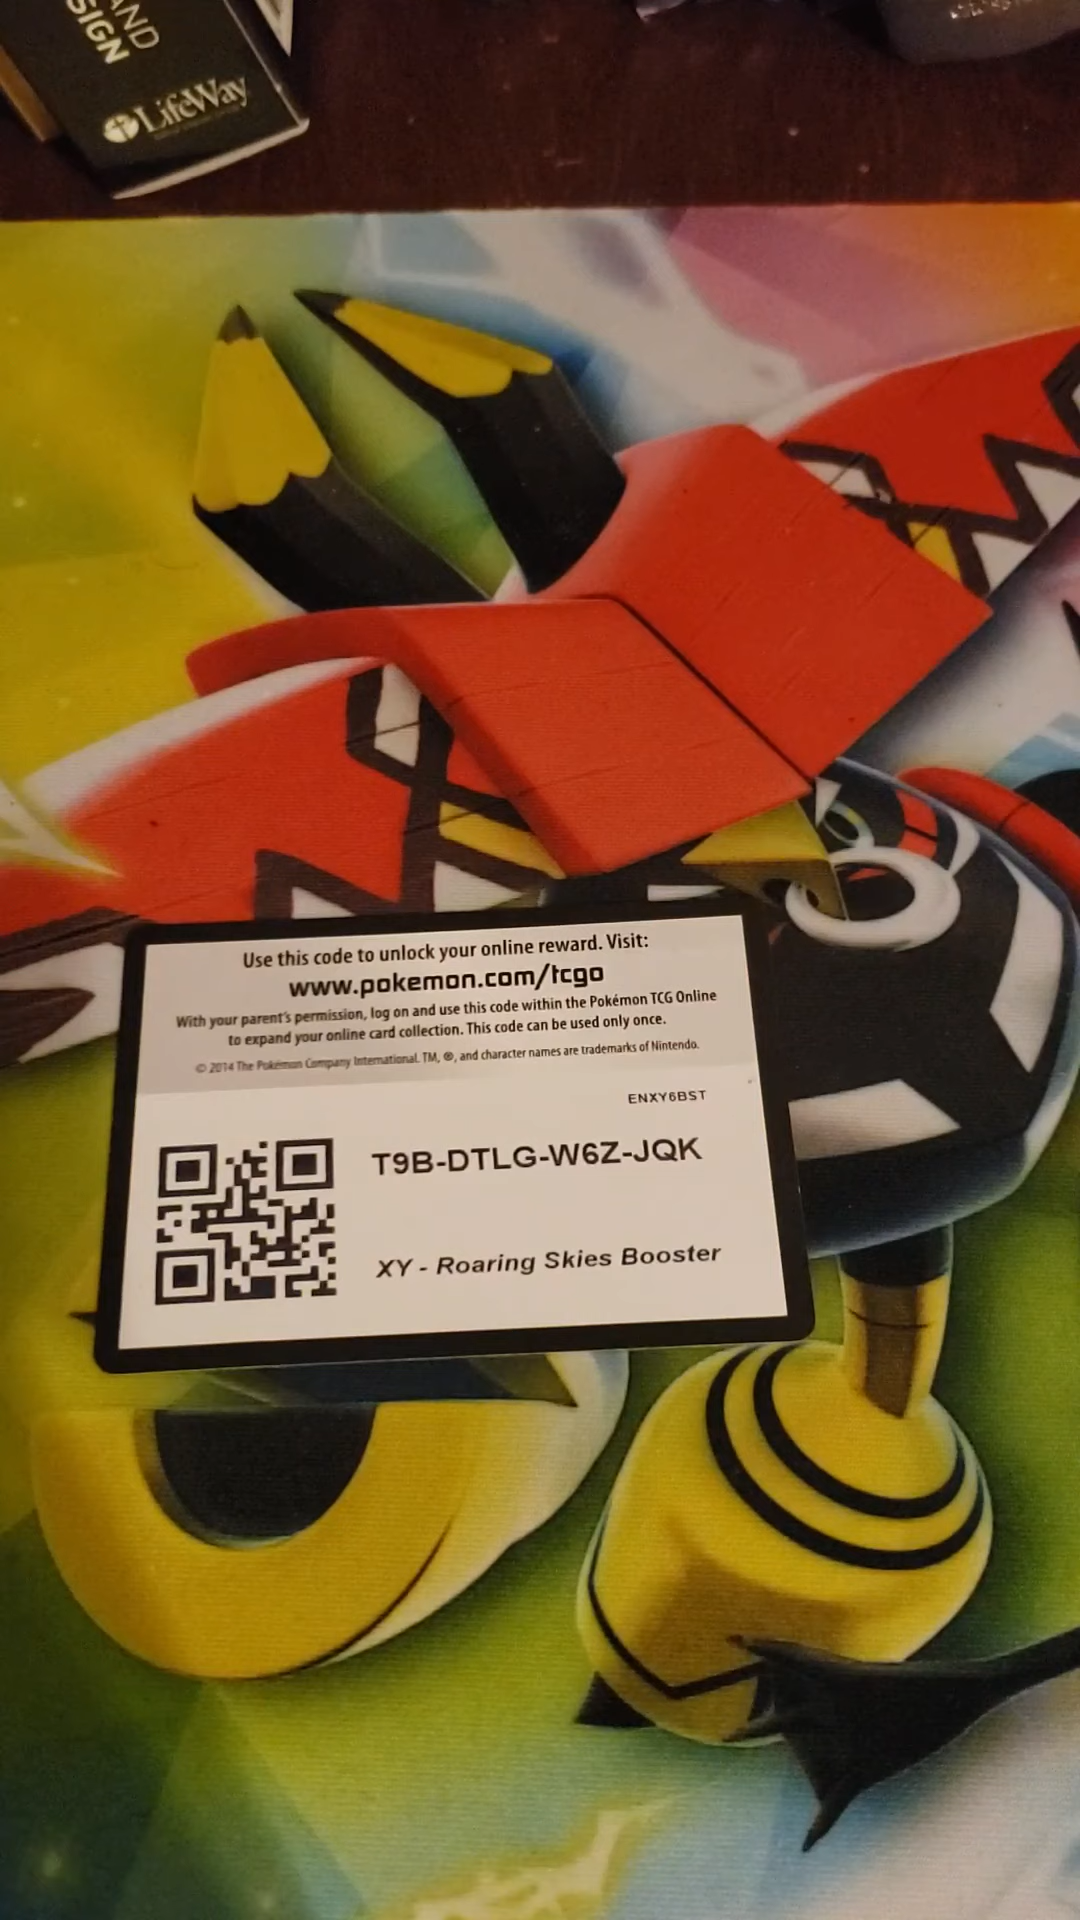 AND
SIGN
LifeWay
Use this code to unlock your online reward. Visit:
www.pokemon.com/tcgo
With your parent's permission, log on and use this code within the Pokémon TCG Online
to expand your online card collection. This code can be used only once.
© 2014 The Pokémon Company International. TM, ®, and character names are trademarks of Nintendo.
ENXY6BST
T9B-DTLG-W6Z-JQK
XY - Roaring Skies Booster